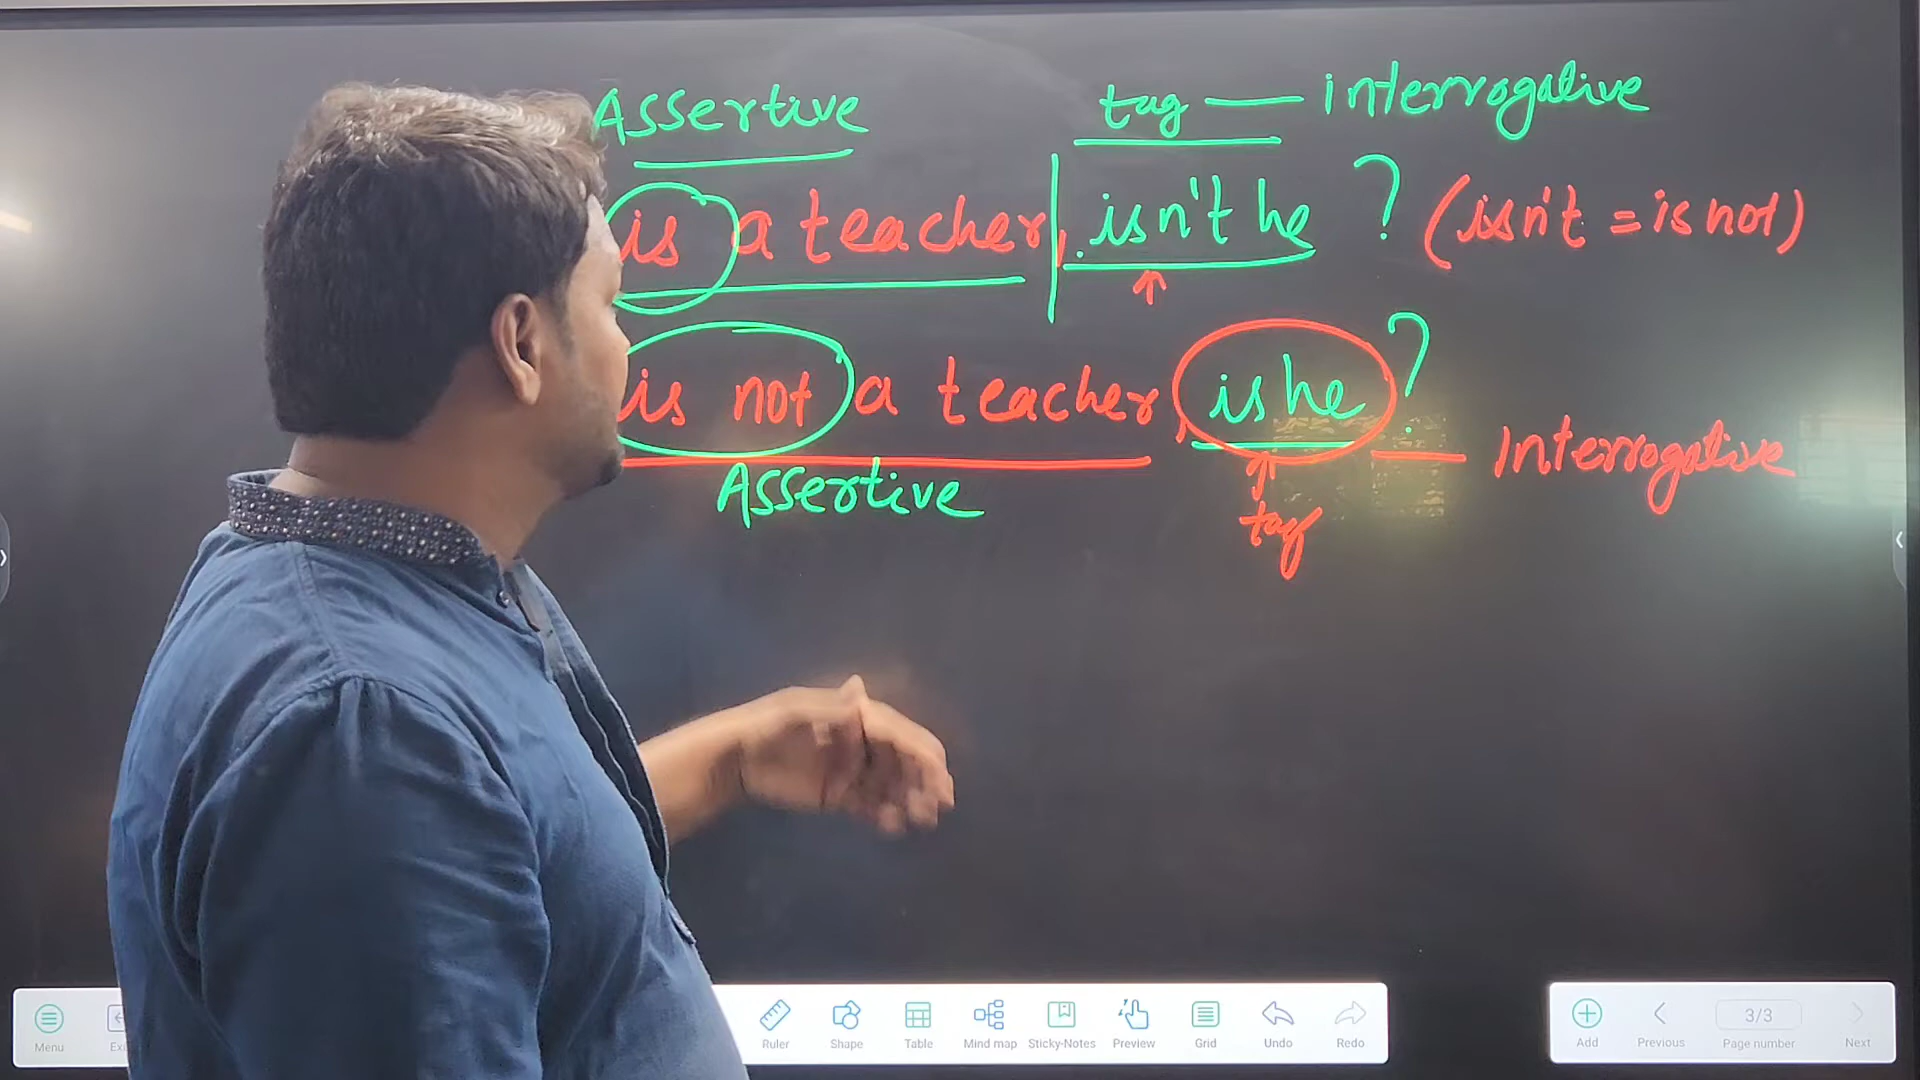 Assertive tag — interrogative
is a teacher, isn't he ? (isn't = is not)
is not a teacher, is he ?
Assertive tag Interrogative
Menu Ruler Shape Table Mind map Sticky-Notes Preview Grid Undo Redo Add Previous 3/3 Page number Next